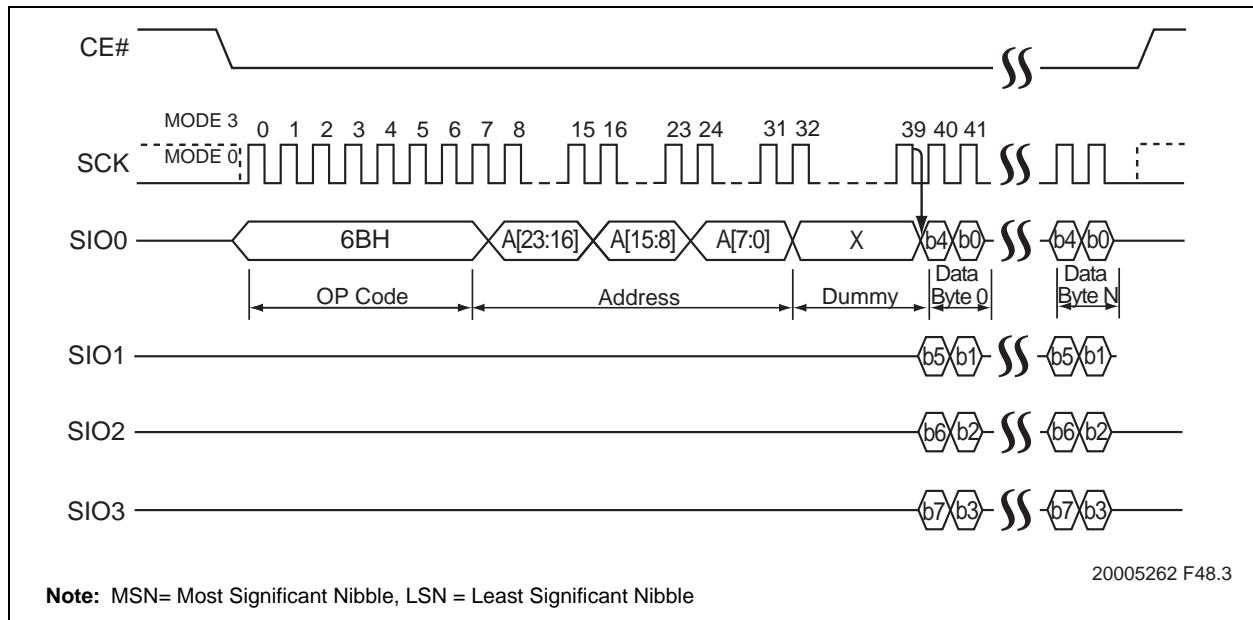 CE#
MODE 3
0 1 2 3 4 5 6 7 8 15 16 23 24 31 32 39 40 41
SCK
MODE 0
SIO0
6BH A[23:16] A[15:8] A[7:0] X b4 b0 b4 b0
OP Code Address Dummy
Data
Byte 0
Data
Byte N
SIO1
b5 b1 b5 b1
SIO2
b6 b2 b6 b2
SIO3
b7 b3 b7 b3
20005262 F48.3
Note: MSN= Most Significant Nibble, LSN = Least Significant Nibble